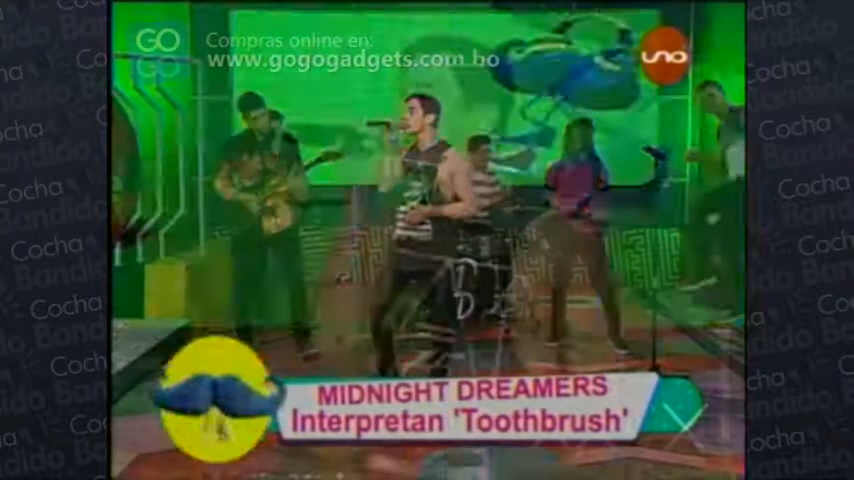 GO
GO
Compras online en:
www.gogogadgets.com.bo
uno
MIDNIGHT DREAMERS
Interpretan 'Toothbrush'
Cocha
Bandido